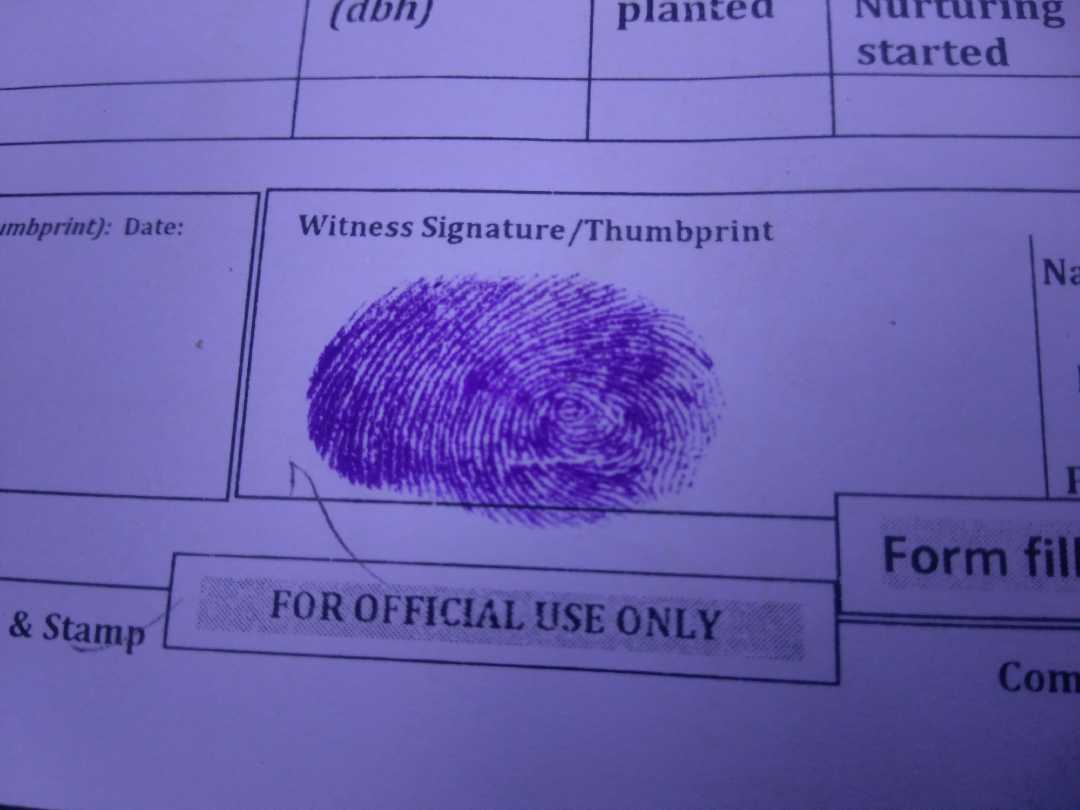 (dbh)
planted
Nurturing
started
umbprint): Date:
Witness Signature/Thumbprint
Na
Form fill
& Stamp
FOR OFFICIAL USE ONLY
Com